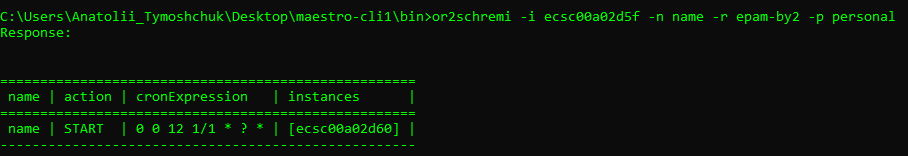 C:\Users\Anatolii_Tymoshchuk\Desktop\maestro-cli1\bin>or2schremi -i ecsc00a02d5f -n name -r epam-by2 -p personal
Response:
====================================================
name | action | cronExpression | instances |
====================================================
name | START | 0 0 12 1/1 * ? * | [ecsc00a02d60] |
----------------------------------------------------